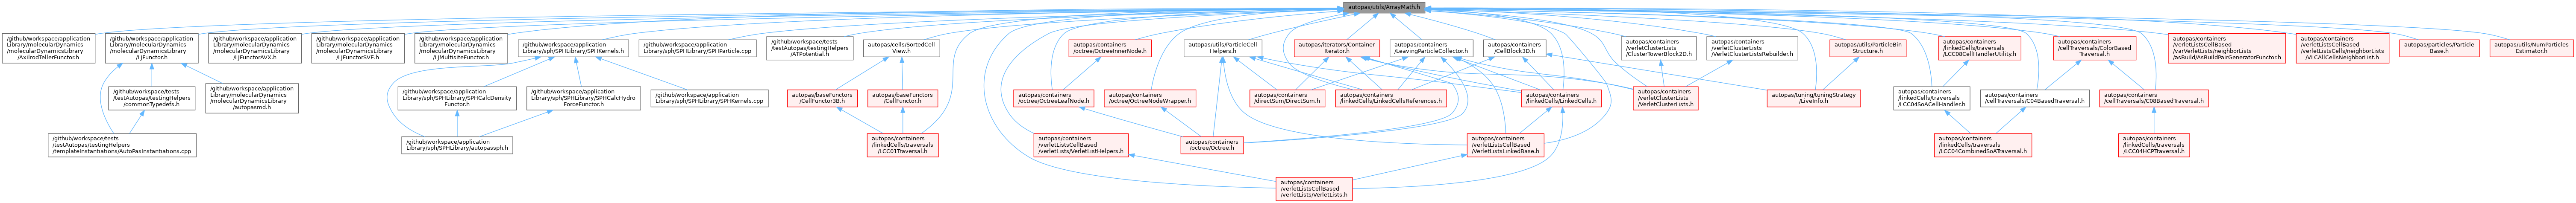 autopas/utils/ArrayMath.h
/github/workspace/application
Library/molecularDynamics
/molecularDynamicsLibrary
/AxilrodTellerFunctor.h
/github/workspace/application
Library/molecularDynamics
/molecularDynamicsLibrary
/LJFunctor.h
/github/workspace/application
Library/molecularDynamics
/molecularDynamicsLibrary
/LJFunctorAVX.h
/github/workspace/application
Library/molecularDynamics
/molecularDynamicsLibrary
/LJFunctorSVE.h
/github/workspace/application
Library/molecularDynamics
/molecularDynamicsLibrary
/LJMultisiteFunctor.h
/github/workspace/application
Library/sph/SPHLibrary/SPHKernels.h
/github/workspace/application
Library/sph/SPHLibrary/SPHParticle.cpp
/github/workspace/tests
/testAutopas/testingHelpers
/ATPotential.h
autopas/cells/SortedCell
View.h
autopas/containers
/octree/OctreeInnerNode.h
autopas/utils/ParticleCell
Helpers.h
autopas/iterators/Container
Iterator.h
autopas/containers
/LeavingParticleCollector.h
autopas/containers
/CellBlock3D.h
autopas/containers
/verletClusterLists
/ClusterTowerBlock2D.h
autopas/containers
/verletClusterLists
/VerletClusterListsRebuilder.h
autopas/utils/ParticleBin
Structure.h
autopas/containers
/linkedCells/traversals
/LCC08CellHandlerUtility.h
autopas/containers
/cellTraversals/ColorBased
Traversal.h
autopas/containers
/verletListsCellBased
/varVerletLists/neighborLists
/asBuild/AsBuildPairGeneratorFunctor.h
autopas/containers
/verletListsCellBased
/verletListsCells/neighborLists
/VLCAllCellsNeighborList.h
autopas/particles/Particle
Base.h
autopas/utils/NumParticles
Estimator.h
/github/workspace/tests
/testAutopas/testingHelpers
/commonTypedefs.h
/github/workspace/application
Library/molecularDynamics
/molecularDynamicsLibrary
/autopasmd.h
/github/workspace/application
Library/sph/SPHLibrary/SPHCalcDensity
Functor.h
/github/workspace/application
Library/sph/SPHLibrary/SPHCalcHydro
ForceFunctor.h
/github/workspace/application
Library/sph/SPHLibrary/SPHKernels.cpp
autopas/baseFunctors
/CellFunctor3B.h
autopas/baseFunctors
/CellFunctor.h
autopas/containers
/octree/OctreeLeafNode.h
autopas/containers
/octree/OctreeNodeWrapper.h
autopas/containers
/directSum/DirectSum.h
autopas/containers
/linkedCells/LinkedCellsReferences.h
autopas/containers
/linkedCells/LinkedCells.h
autopas/containers
/verletClusterLists
/VerletClusterLists.h
autopas/tuning/tuningStrategy
/LiveInfo.h
autopas/containers
/linkedCells/traversals
/LCC04SoACellHandler.h
autopas/containers
/cellTraversals/C04BasedTraversal.h
autopas/containers
/cellTraversals/C08BasedTraversal.h
/github/workspace/tests
/testAutopas/testingHelpers
/templateInstantiations/AutoPasInstantiations.cpp
/github/workspace/application
Library/sph/SPHLibrary/autopassph.h
autopas/containers
/linkedCells/traversals
/LCC01Traversal.h
autopas/containers
/verletListsCellBased
/verletLists/VerletListHelpers.h
autopas/containers
/octree/Octree.h
autopas/containers
/verletListsCellBased
/VerletListsLinkedBase.h
autopas/containers
/linkedCells/traversals
/LCC04CombinedSoATraversal.h
autopas/containers
/linkedCells/traversals
/LCC04HCPTraversal.h
autopas/containers
/verletListsCellBased
/verletLists/VerletLists.h